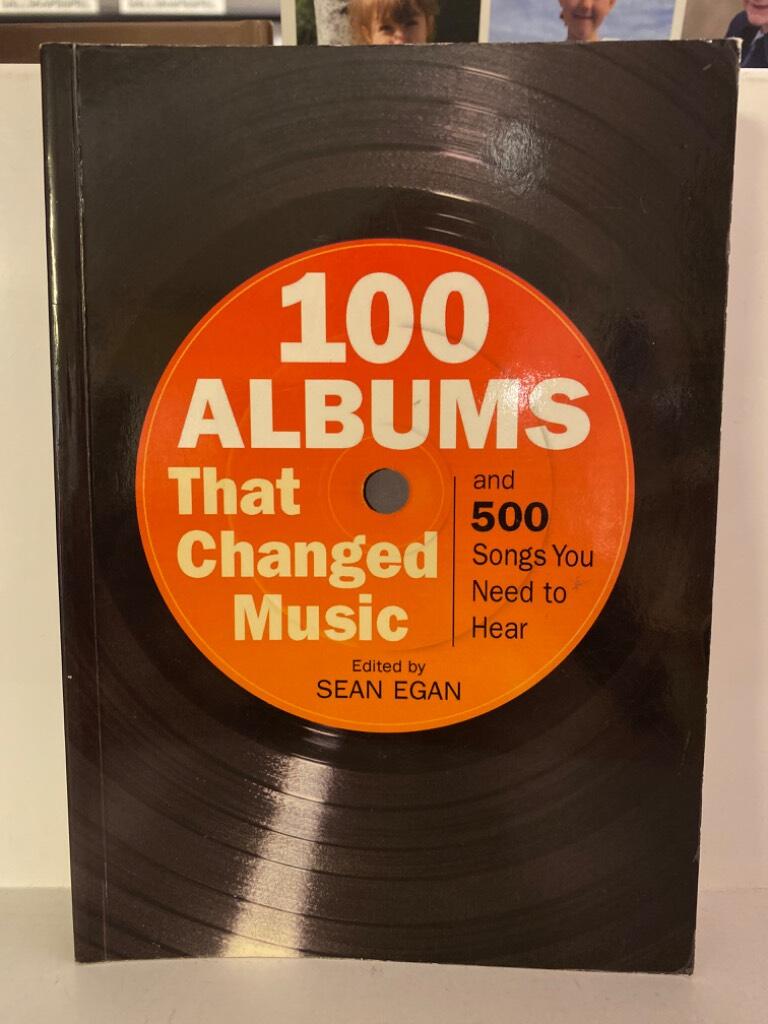 100
ALBUMS
That
Changed
Music
and
500
Songs You
Need to
Hear
Edited by
SEAN EGAN